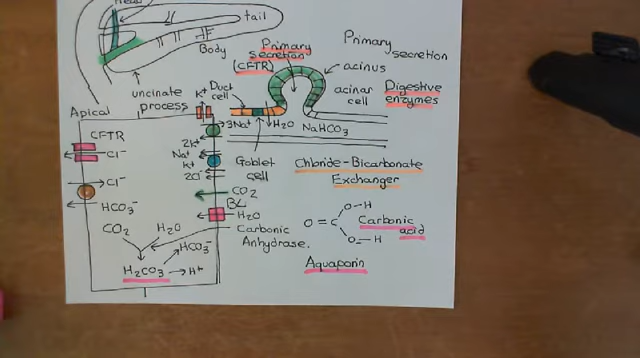 Head
tail
Body
uncinate
process
Primary
secretion
(CFTR)
Primary
secretion
acinus
acinar
cell
Digestive
enzymes
K+
Duct
cell
3Na+
H2O
NaHCO3
2K+
Na+
K+
2Cl-
Goblet
cell
Chloride-Bicarbonate
Exchanger
Apical
CFTR
Cl-
Cl-
HCO3-
CO2
BL
H2O
Carbonic
Anhydrase.
CO2
H2O
HCO3-
H2CO3 → H+
O=C
O-H
O-H
Carbonic
acid
Aquaporin